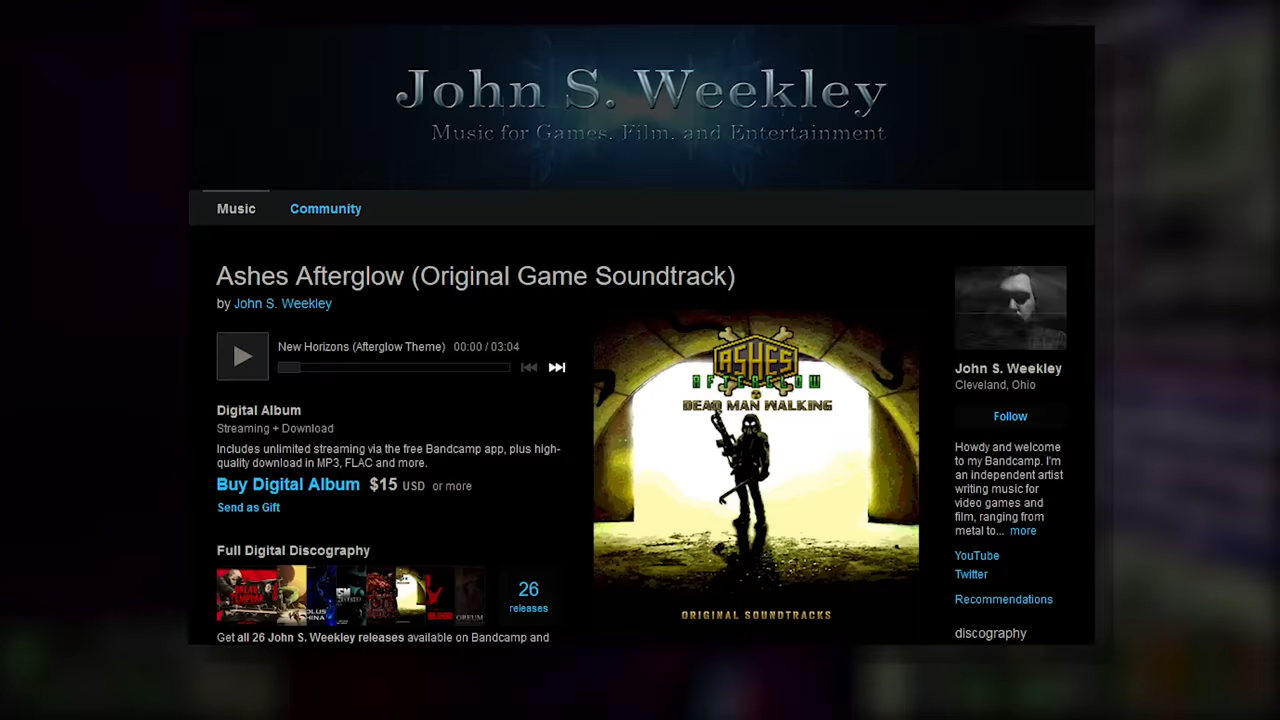 John S. Weekley
Music for Games, Film, and Entertainment
Music
Community
Ashes Afterglow (Original Game Soundtrack)
by John S. Weekley
New Horizons (Afterglow Theme) 00:00 / 03:04
Digital Album
Streaming + Download
Includes unlimited streaming via the free Bandcamp app, plus high-
quality download in MP3, FLAC and more.
Buy Digital Album $15 USD or more
Send as Gift
Full Digital Discography
26
releases
Get all 26 John S. Weekley releases available on Bandcamp and
ASHES
AFTERGLOW
DEAD MAN WALKING
ORIGINAL SOUNDTRACKS
John S. Weekley
Cleveland, Ohio
Follow
Howdy and welcome
to my Bandcamp. I'm
an independent artist
writing music for
video games and
film, ranging from
metal to... more
YouTube
Twitter
Recommendations
discography